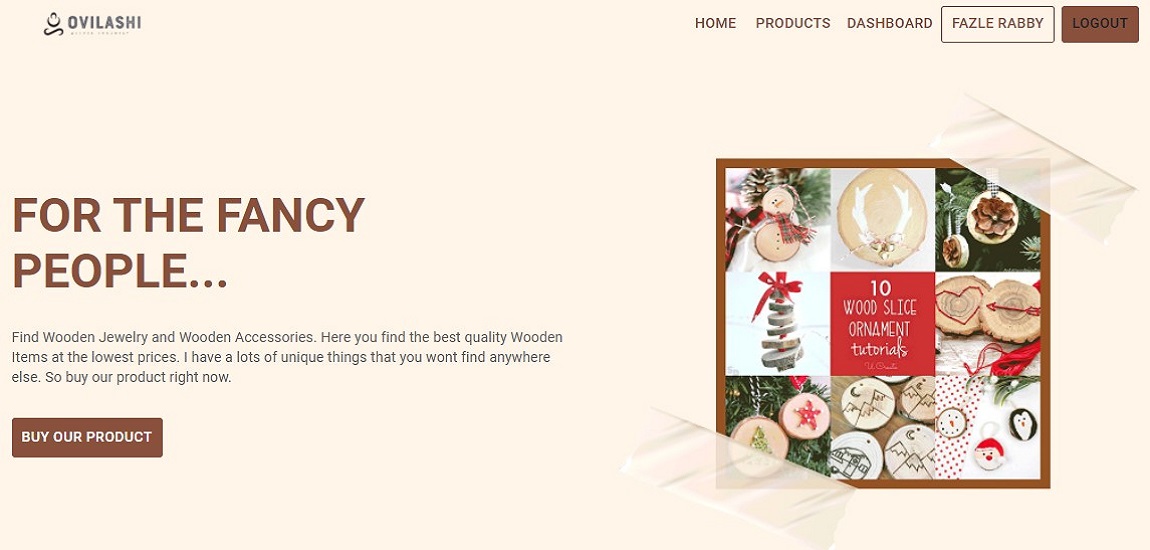 OVILASHI
HOME PRODUCTS DASHBOARD FAZLE RABBY LOGOUT
FOR THE FANCY
PEOPLE...
Find Wooden Jewelry and Wooden Accessories. Here you find the best quality Wooden
Items at the lowest prices. I have a lots of unique things that you wont find anywhere
else. So buy our product right now.
BUY OUR PRODUCT
10
WOOD SLICE
ORNAMENT
tutorials
U Create